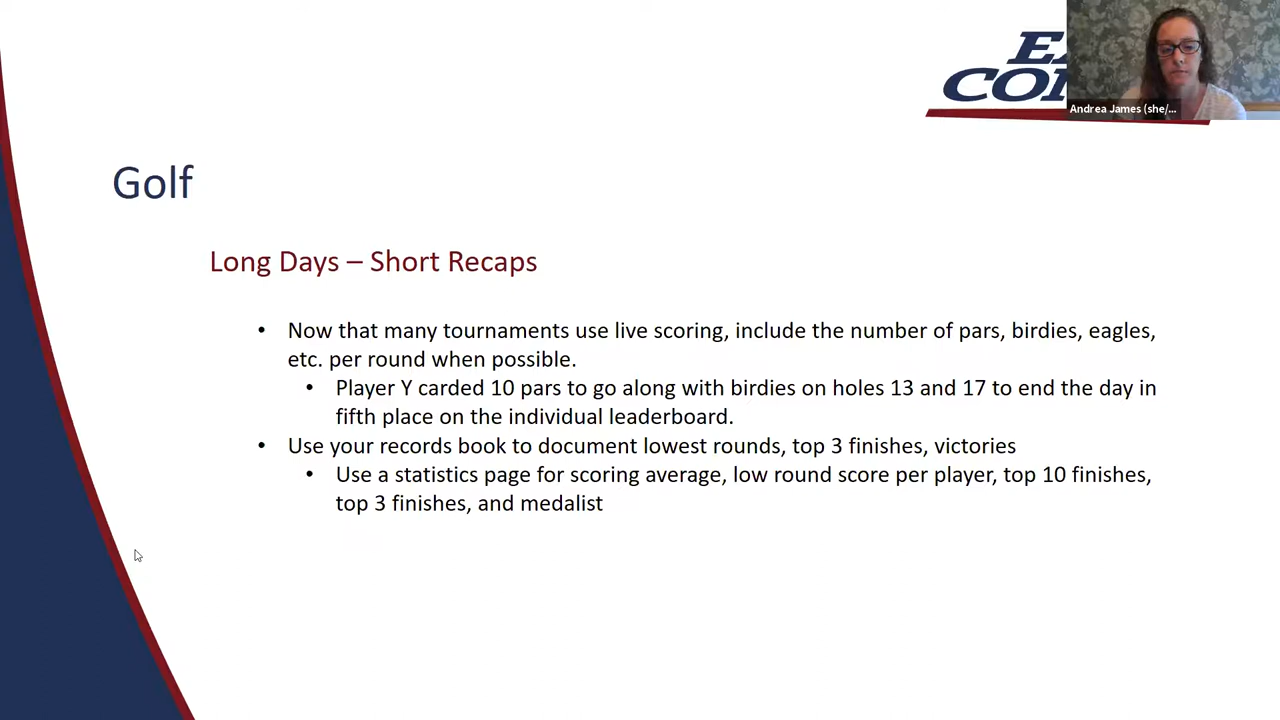 Andrea James (she/...
Golf
Long Days – Short Recaps
• Now that many tournaments use live scoring, include the number of pars, birdies, eagles,
etc. per round when possible.
• Player Y carded 10 pars to go along with birdies on holes 13 and 17 to end the day in
fifth place on the individual leaderboard.
• Use your records book to document lowest rounds, top 3 finishes, victories
• Use a statistics page for scoring average, low round score per player, top 10 finishes,
top 3 finishes, and medalist